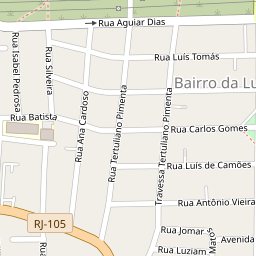 Rua Aguiar Dias
Rua Isabel Pedrosa
Rua Silveira
Rua Luís Tomás
Bairro da Lu
Rua Ana Cardoso
Rua Tertuliano Pimenta
Travessa Tertuliano Pimenta
Rua Batista
Rua Carlos Gomes
Rua Luís de Camões
Rua Antônio Vieira
RJ-105
Rua Jomar
Matos
Avenida
Rua Luziam